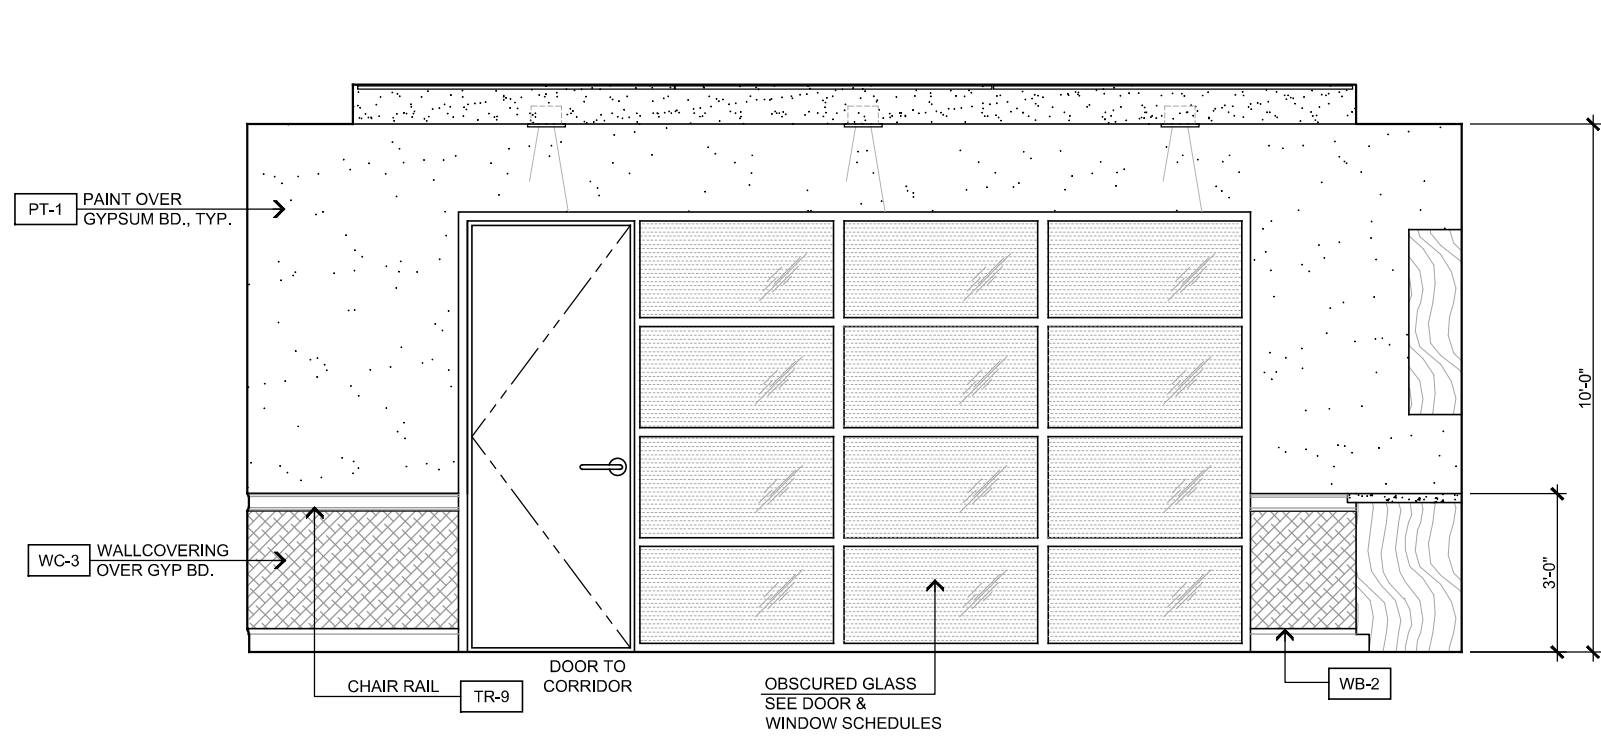 PT-1
PAINT OVER
GYPSUM BD., TYP.
10'-0"
3'-0"
WC-3
WALLCOVERING
OVER GYP BD.
CHAIR RAIL
TR-9
DOOR TO
CORRIDOR
OBSCURED GLASS
SEE DOOR &
WINDOW SCHEDULES
WB-2